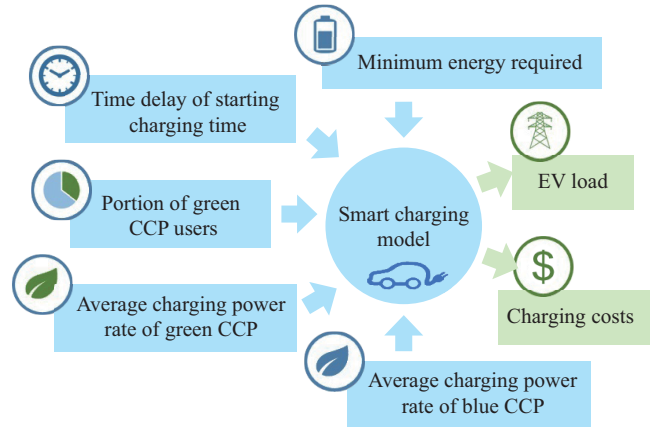 Minimum energy required
Time delay of starting
charging time
EV load
Portion of green
CCP users
Smart charging
model
$
Charging costs
Average charging power
rate of green CCP
Average charging power
rate of blue CCP